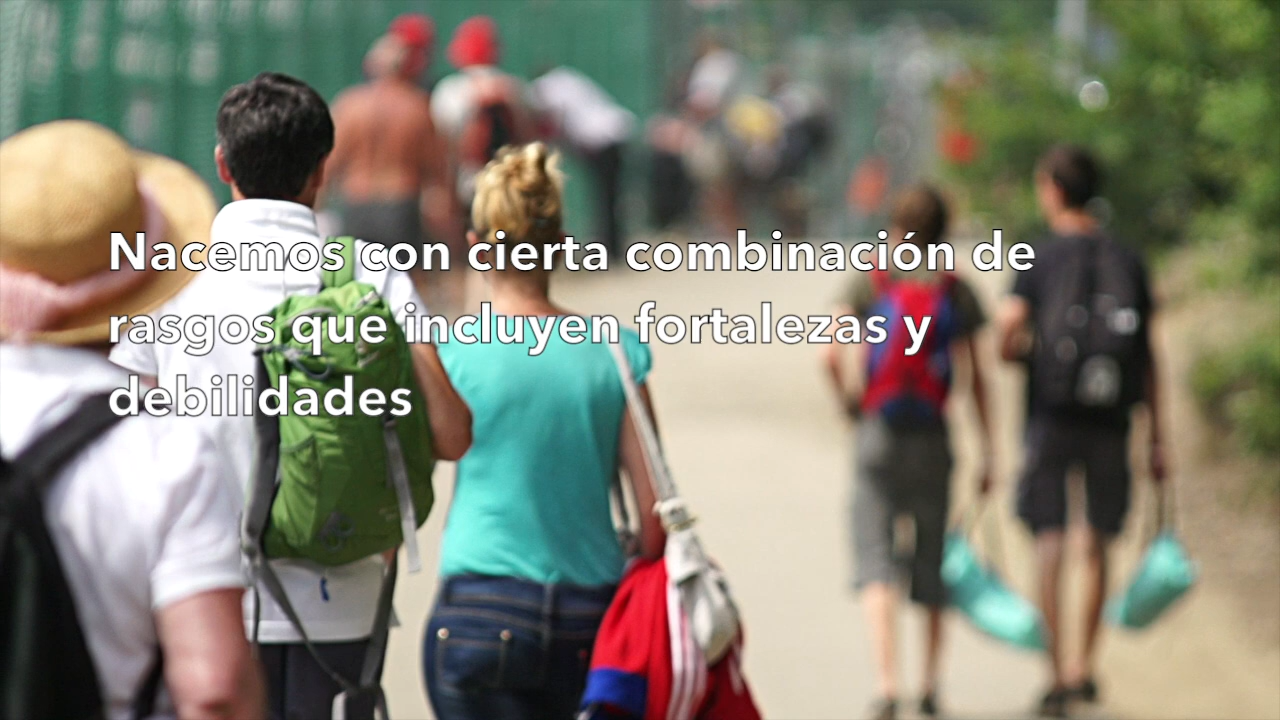 Nacemos con cierta combinación de
rasgos que incluyen fortalezas y
debilidades